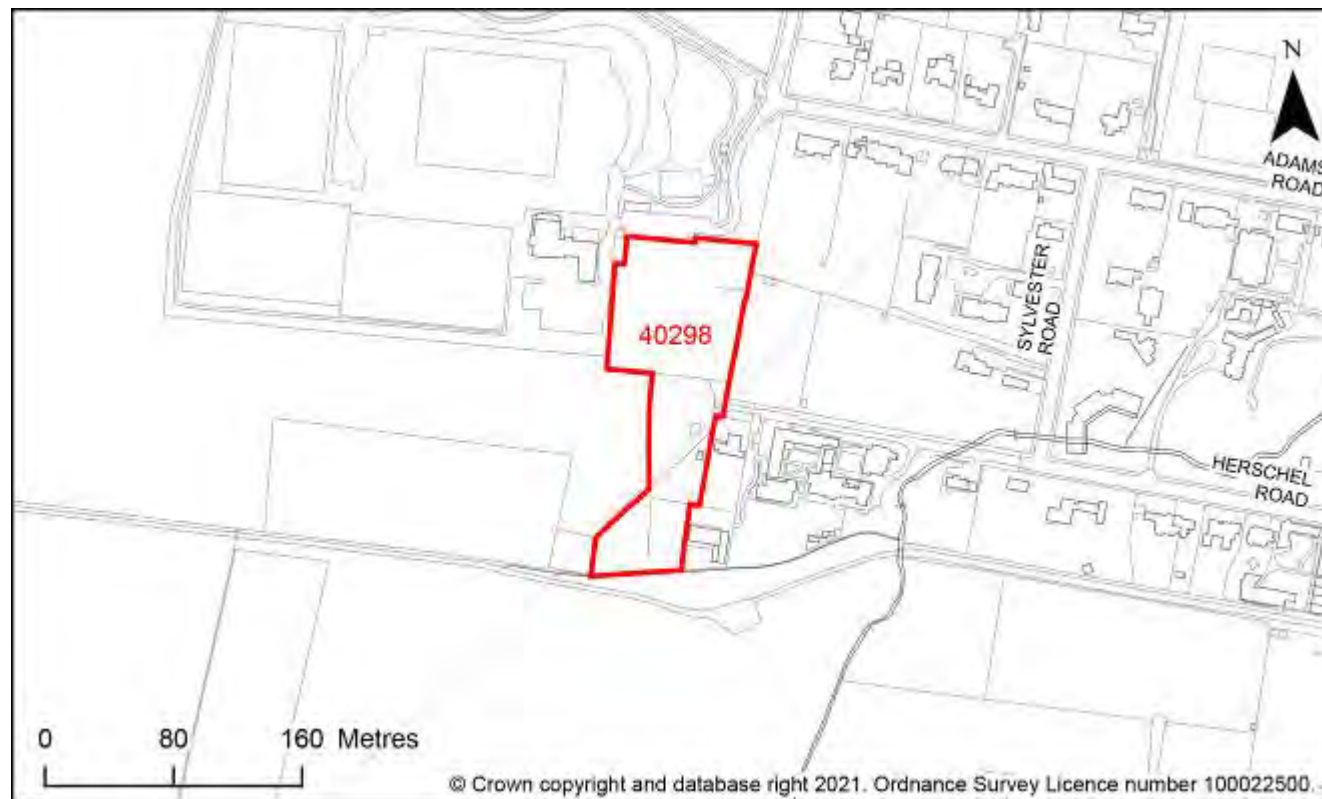 N
ADAMS
ROAD
SYLVESTER
ROAD
40298
HERSCHEL
ROAD
0 80 160 Metres
© Crown copyright and database right 2021. Ordnance Survey Licence number 100022500.